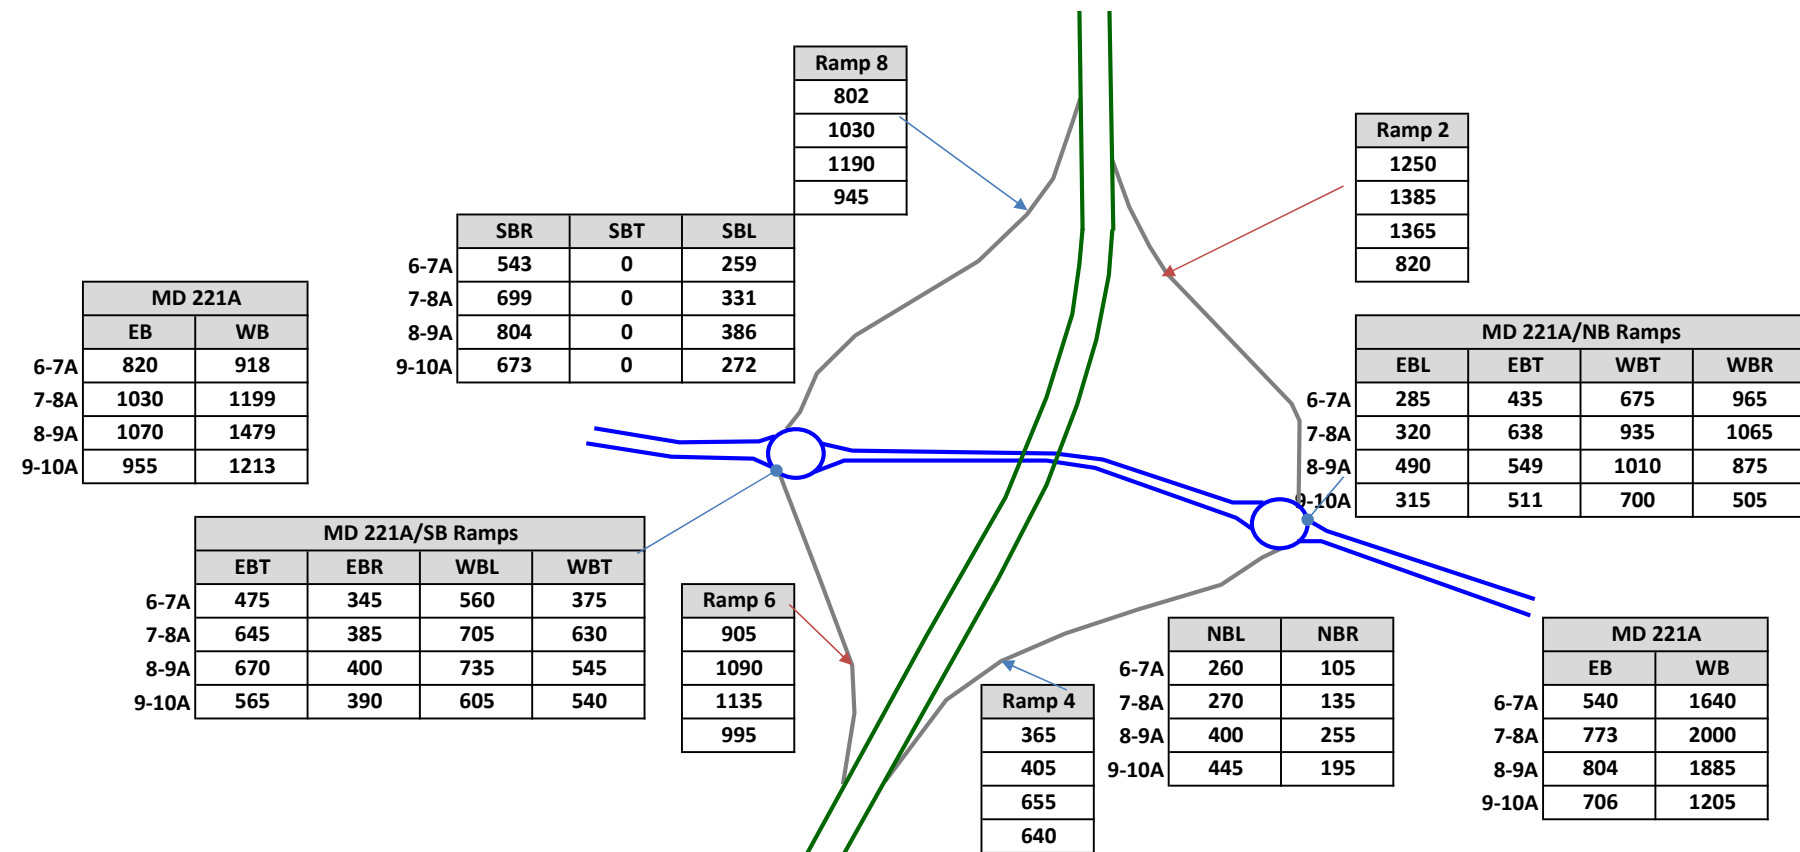 Ramp 8
802
1030
1190
945
Ramp 2
1250
1385
1365
820
SBR SBT SBL
6-7A 543 0 259
7-8A 699 0 331
8-9A 804 0 386
9-10A 673 0 272
MD 221A
EB WB
6-7A 820 918
7-8A 1030 1199
8-9A 1070 1479
9-10A 955 1213
MD 221A/NB Ramps
EBL EBT WBT WBR
6-7A 285 435 675 965
7-8A 320 638 935 1065
8-9A 490 549 1010 875
9-10A 315 511 700 505
MD 221A/SB Ramps
EBT EBR WBL WBT
6-7A 475 345 560 375
7-8A 645 385 705 630
8-9A 670 400 735 545
9-10A 565 390 605 540
Ramp 6
905
1090
1135
995
Ramp 4
365
405
655
640
NBL NBR
6-7A 260 105
7-8A 270 135
8-9A 400 255
9-10A 445 195
MD 221A
EB WB
6-7A 540 1640
7-8A 773 2000
8-9A 804 1885
9-10A 706 1205